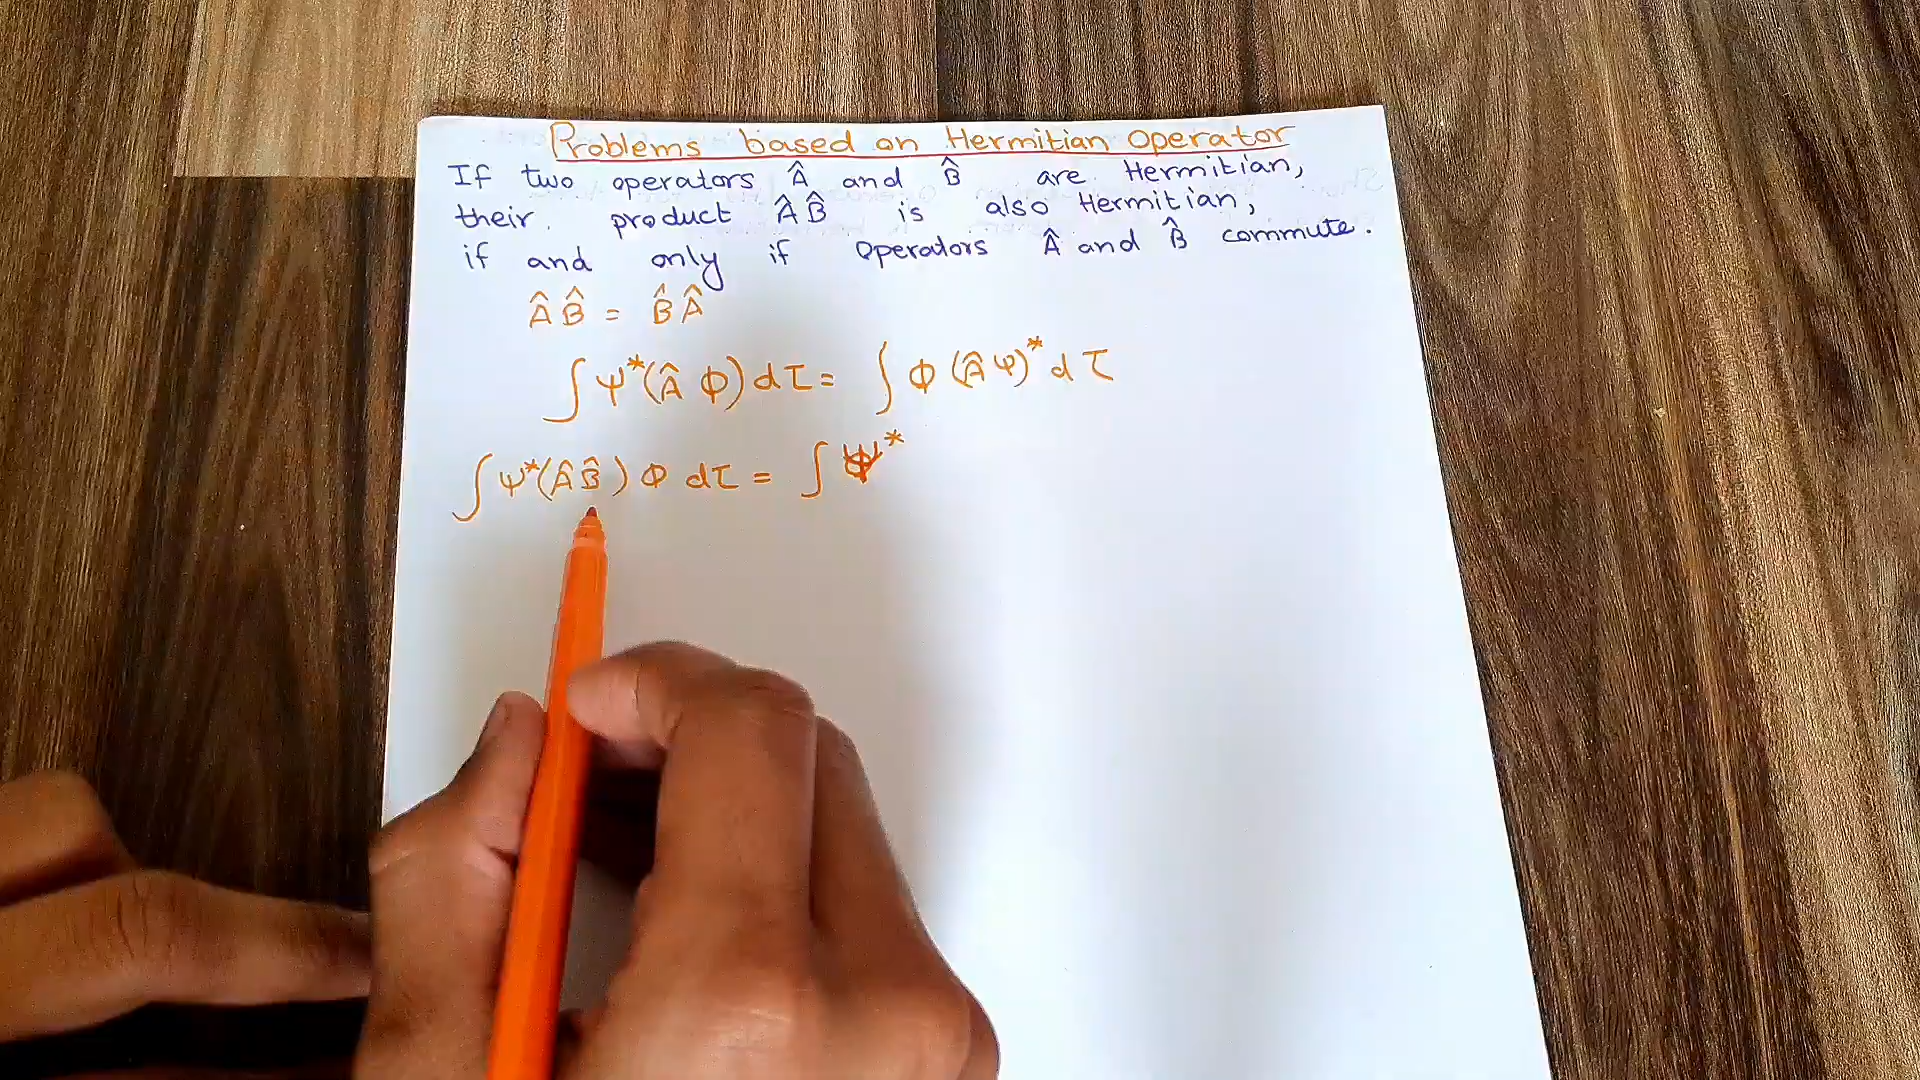 Problems based on Hermitian Operator
If two operators Â and B̂ are Hermitian,
their product ÂB̂ is also Hermitian,
if and only if Operators Â and B̂ commute.
ÂB̂ = B̂Â
∫ψ*(Âϕ)dτ = ∫ϕ(Âψ)*dτ
∫ψ*(ÂB̂)ϕ dτ = ∫ψ*